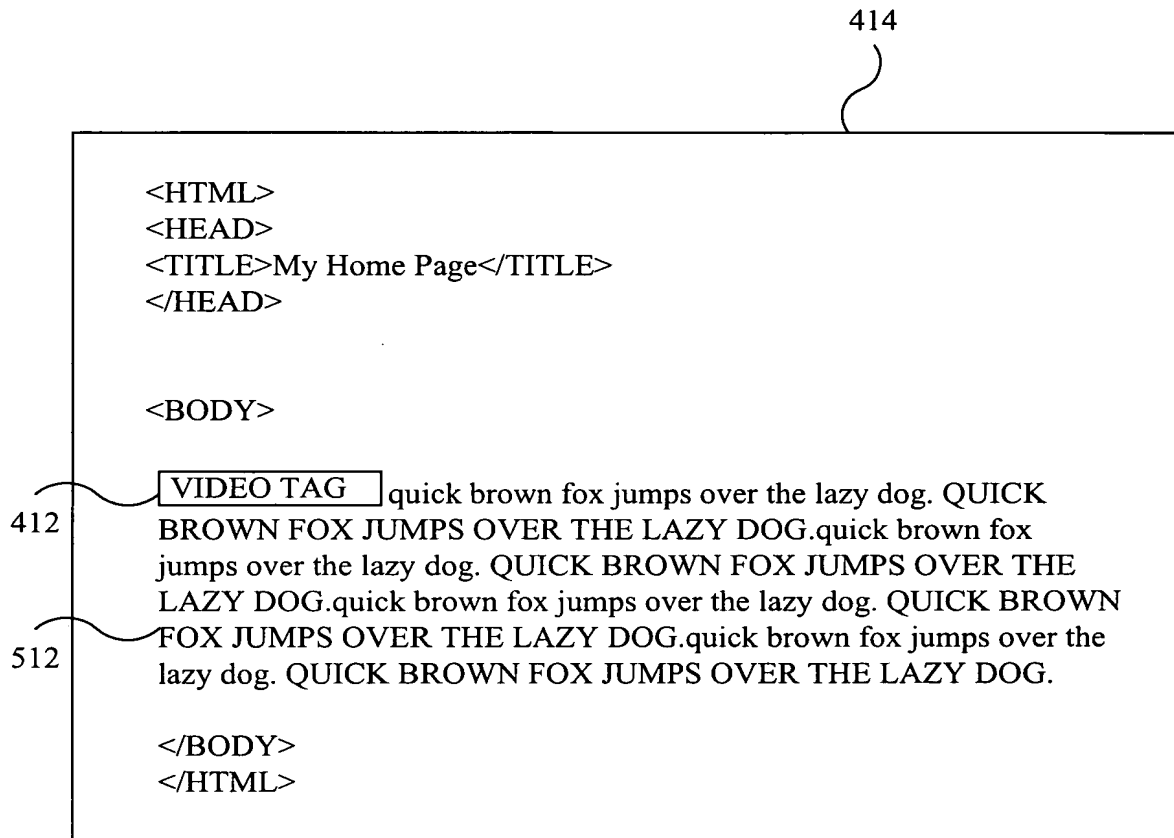 414
<HTML>
<HEAD>
<TITLE>My Home Page</TITLE>
</HEAD>
<BODY>
VIDEO TAG quick brown fox jumps over the lazy dog. QUICK
412
BROWN FOX JUMPS OVER THE LAZY DOG.quick brown fox
jumps over the lazy dog. QUICK BROWN FOX JUMPS OVER THE
LAZY DOG.quick brown fox jumps over the lazy dog. QUICK BROWN
FOX JUMPS OVER THE LAZY DOG.quick brown fox jumps over the
512
lazy dog. QUICK BROWN FOX JUMPS OVER THE LAZY DOG.
</BODY>
</HTML>